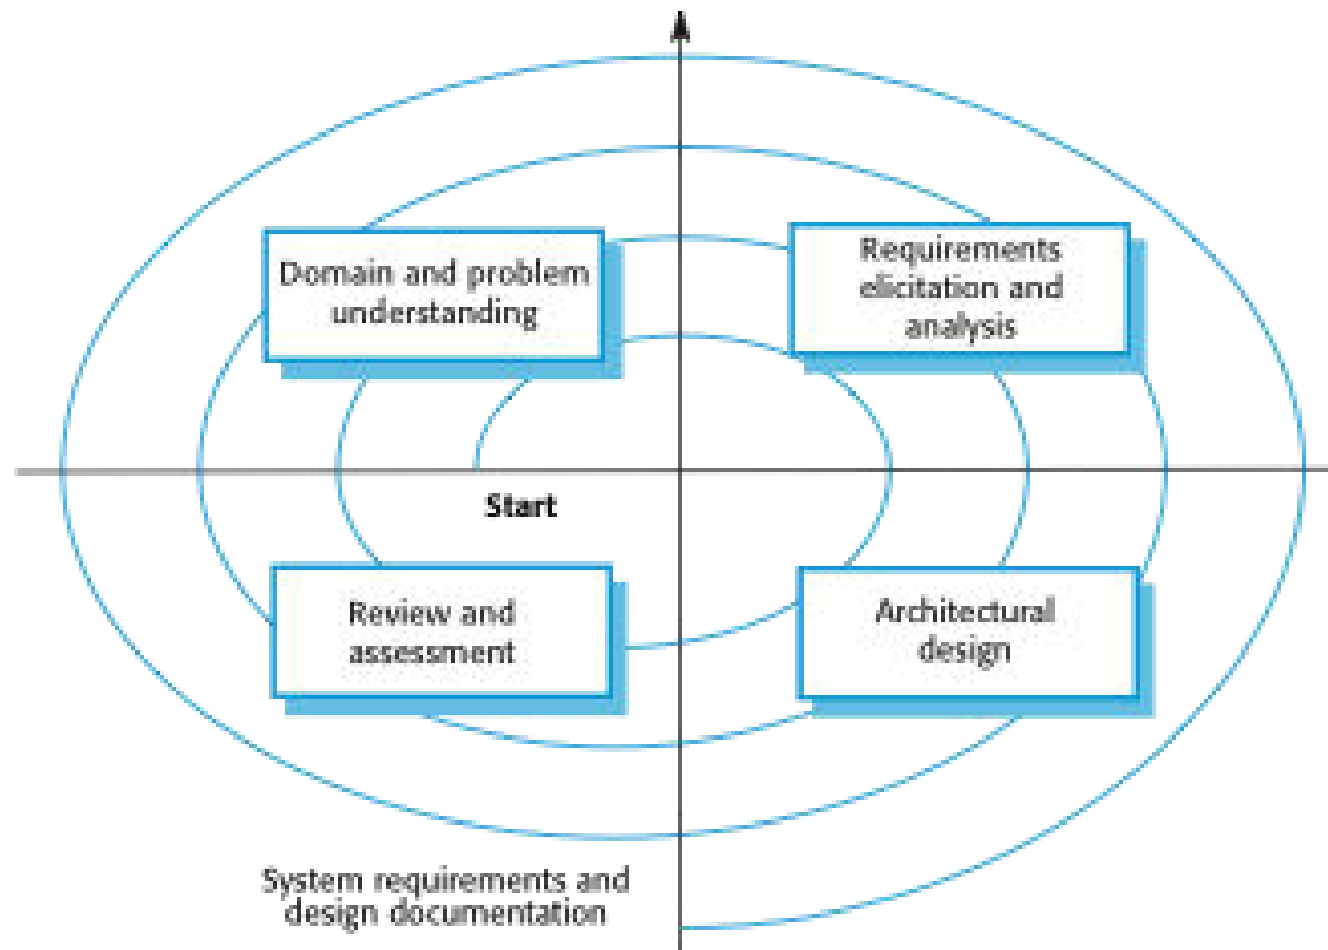 Domain and problem
understanding
Requirements
elicitation and
analysis
Start
Review and
assessment
Architectural
design
System requirements and
design documentation